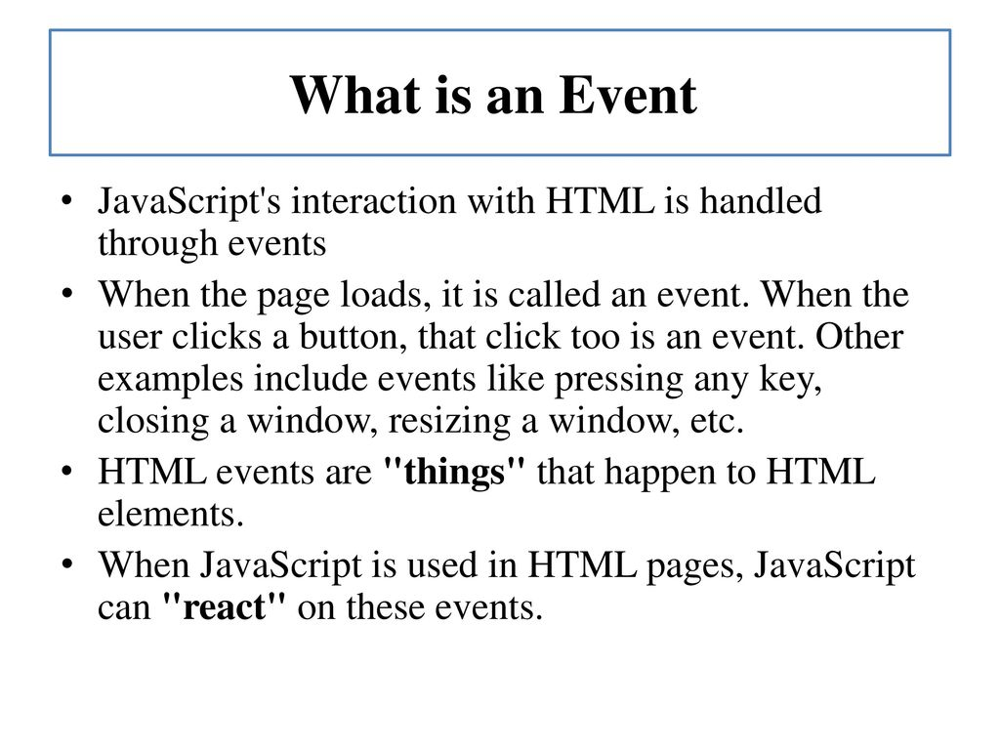 What is an Event
• JavaScript's interaction with HTML is handled
through events
• When the page loads, it is called an event. When the
user clicks a button, that click too is an event. Other
examples include events like pressing any key,
closing a window, resizing a window, etc.
• HTML events are "things" that happen to HTML
elements.
• When JavaScript is used in HTML pages, JavaScript
can "react" on these events.